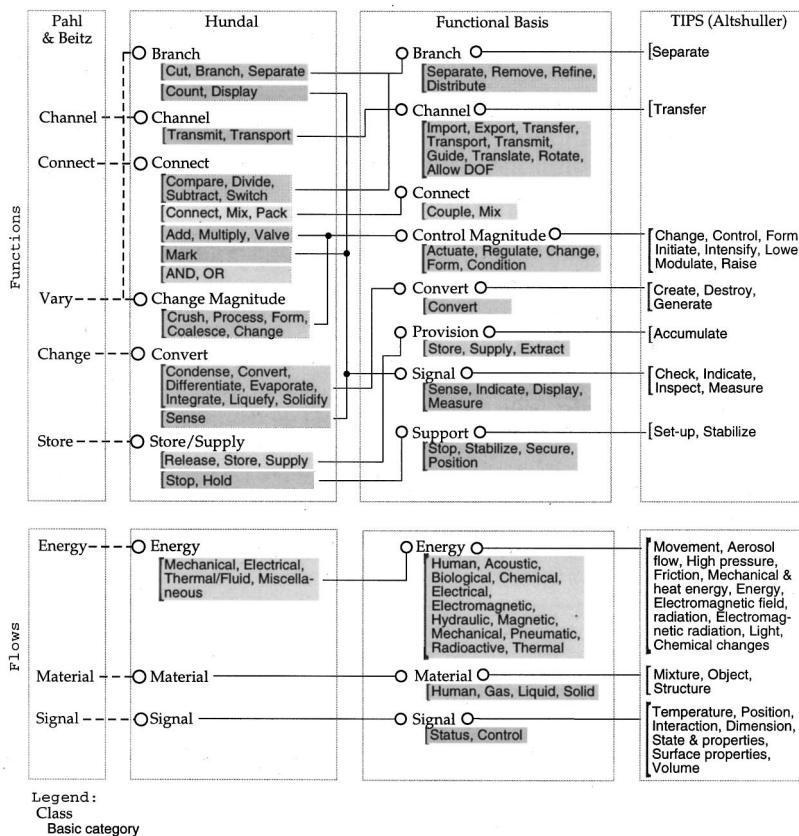 Pahl
& Beitz
Hundal
Functional Basis
TIPS (Altshuller)
Functions
Channel
Connect
Vary
Change
Store
Branch
Cut, Branch, Separate
Count, Display
Channel
Transmit, Transport
Connect
Compare, Divide,
Subtract, Switch
Connect, Mix, Pack
Add, Multiply, Valve
Mark
AND, OR
Change Magnitude
Crush, Process, Form,
Coalesce, Change
Convert
Condense, Convert,
Differentiate, Evaporate,
Integrate, Liquefy, Solidify
Sense
Store/Supply
Release, Store, Supply
Stop, Hold
Branch
Separate, Remove, Refine,
Distribute
Channel
Import, Export, Transfer,
Transport, Transmit,
Guide, Translate, Rotate,
Allow DOF
Connect
Couple, Mix
Control Magnitude
Actuate, Regulate, Change,
Form, Condition
Convert
Convert
Provision
Store, Supply, Extract
Signal
Sense, Indicate, Display,
Measure
Support
Stop, Stabilize, Secure,
Position
Separate
Transfer
Change, Control, Form
Initiate, Intensify, Lowe
Modulate, Raise
Create, Destroy,
Generate
Accumulate
Check, Indicate,
Inspect, Measure
Set-up, Stabilize
Flows
Energy
Material
Signal
Energy
Mechanical, Electrical,
Thermal/Fluid, Miscella-
neous
Material
Signal
Energy
Human, Acoustic,
Biological, Chemical,
Electrical,
Electromagnetic,
Hydraulic, Magnetic,
Mechanical, Pneumatic,
Radioactive, Thermal
Material
Human, Gas, Liquid, Solid
Signal
Status, Control
Movement, Aerosol
flow, High pressure,
Friction, Mechanical &
heat energy, Energy,
Electromagnetic field,
radiation, Electromag-
netic radiation, Light,
Chemical changes
Mixture, Object,
Structure
Temperature, Position,
Interaction, Dimension,
State & properties,
Surface properties,
Volume
Legend:
Class
Basic category